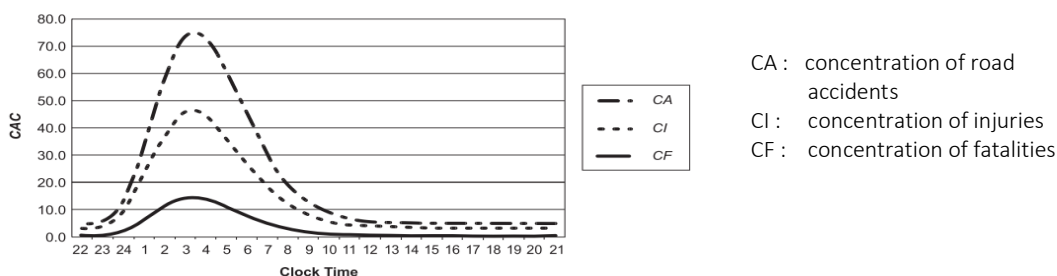 80.0
70.0
60.0
50.0
40.0
30.0
20.0
10.0
0.0
CAC
22 23 24 1 2 3 4 5 6 7 8 9 10 11 12 13 14 15 16 17 18 19 20 21
Clock Time
CA
CI
CF
CA : concentration of road
accidents
CI : concentration of injuries
CF : concentration of fatalities